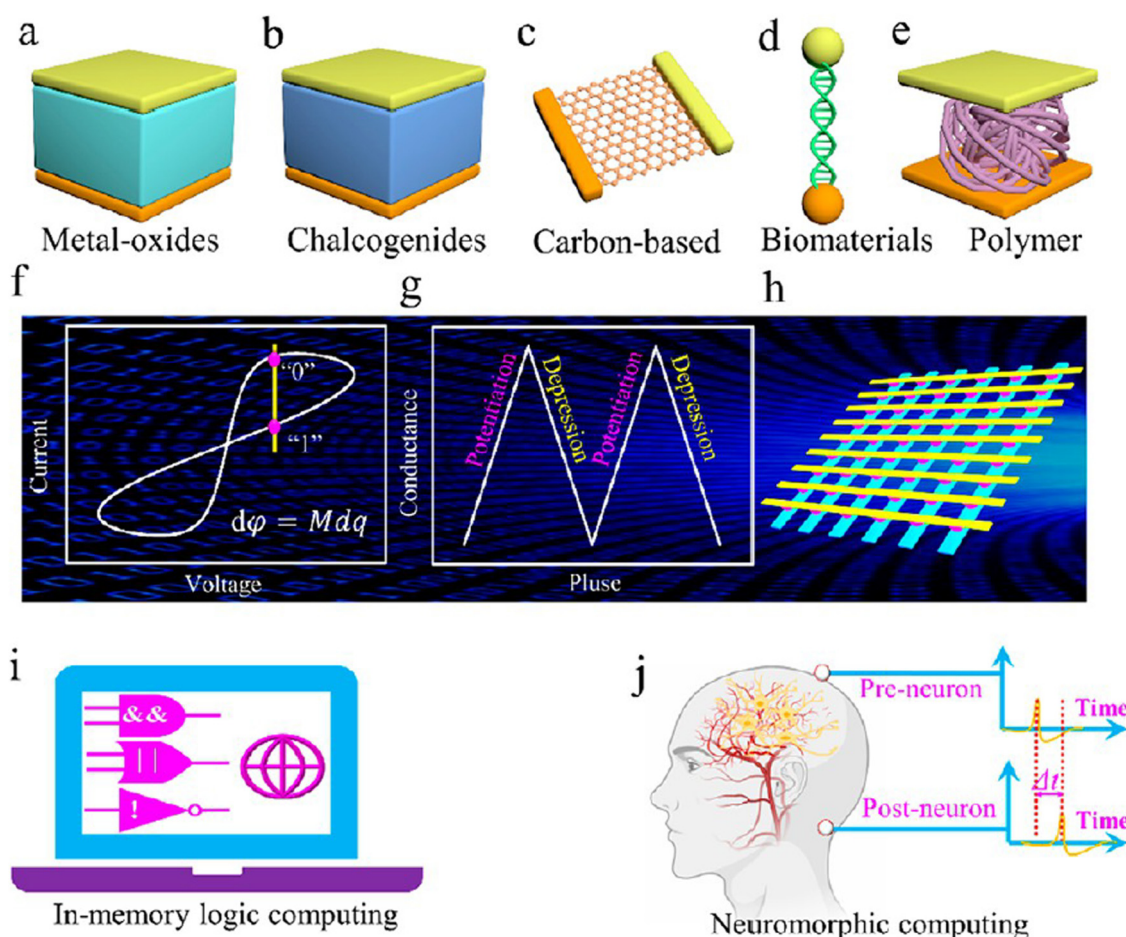 a
b
c
d
e
Metal-oxides
Chalcogenides
Carbon-based
Biomaterials
Polymer
f
g
h
Current
“0”
“1”
dφ = Mdq
Voltage
Conductance
Potentiation
Depression
Potentiation
Depression
Pluse
i
&&
||
!
In-memory logic computing
j
Pre-neuron
Time
Δt
Post-neuron
Time
Neuromorphic computing